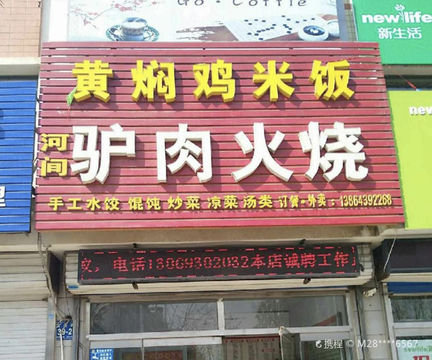 Go · Coffee
new life
新生活
黄焖鸡米饭
河间
驴肉火烧
手工水饺 馄饨 炒菜 凉菜 汤类 订餐·外卖:13864392268
电话13869302032本店诚聘工作
39-2
携程 © M28****6567